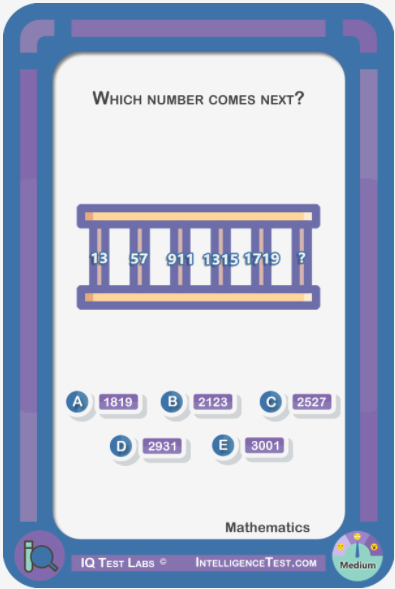 WHICH NUMBER COMES NEXT?
13 57 911 1315 1719 ?
A 1819 B 2123 C 2527
D 2931 E 3001
Mathematics
IQ TEST LABS © INTELLIGENCETEST.COM Medium